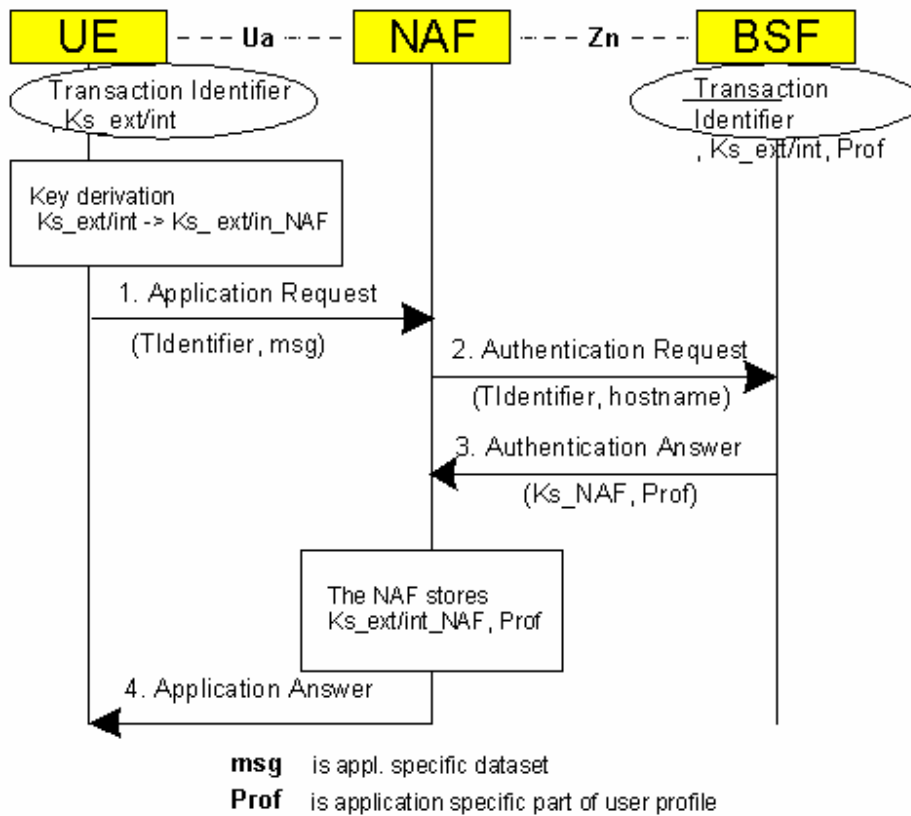 UE
Ua
NAF
Zn
BSF
Transaction Identifier
, Ks_ext/int
Transaction
Identifier
, Ks_ext/int, Prof
Key derivation
Ks_ext/int -> Ks_ ext/in_NAF
1. Application Request
(TIdentifier, msg)
2. Authentication Request
(TIdentifier, hostname)
3. Authentication Answer
(Ks_NAF, Prof)
The NAF stores
Ks_ext/int_NAF, Prof
4. Application Answer
msg is appl. specific dataset
Prof is application specific part of user profile